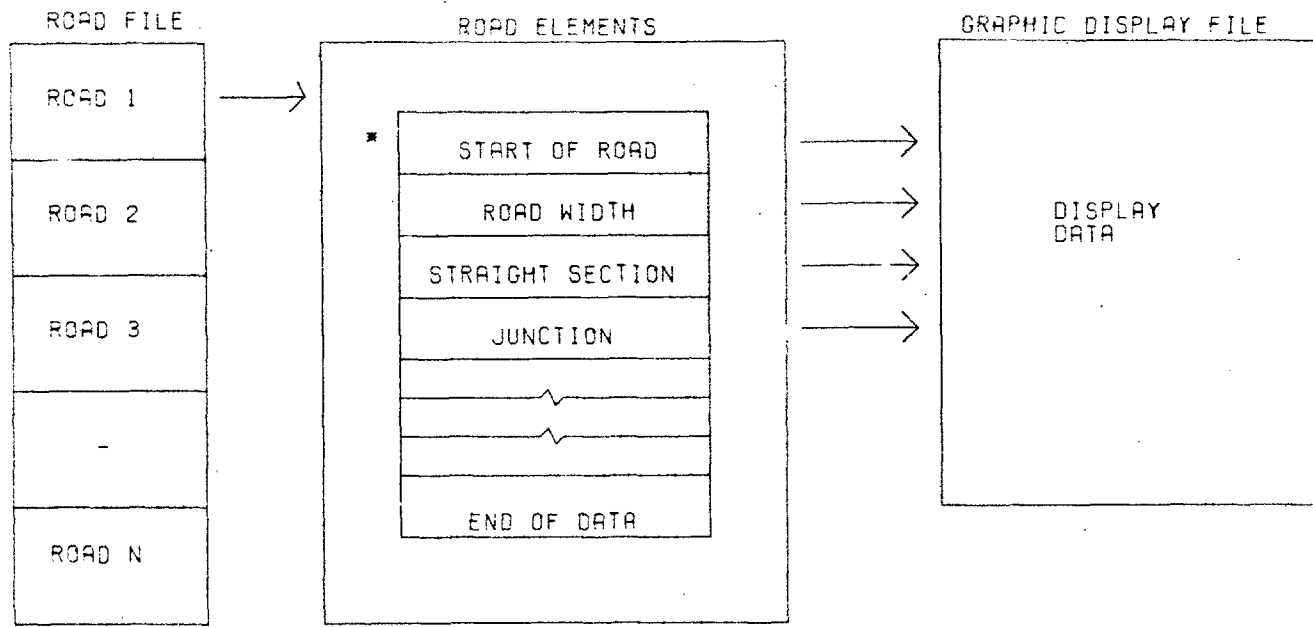 ROAD FILE
ROAD 1
ROAD 2
ROAD 3
-
ROAD N
ROAD ELEMENTS
*
START OF ROAD
ROAD WIDTH
STRAIGHT SECTION
JUNCTION
END OF DATA
GRAPHIC DISPLAY FILE
DISPLAY
DATA